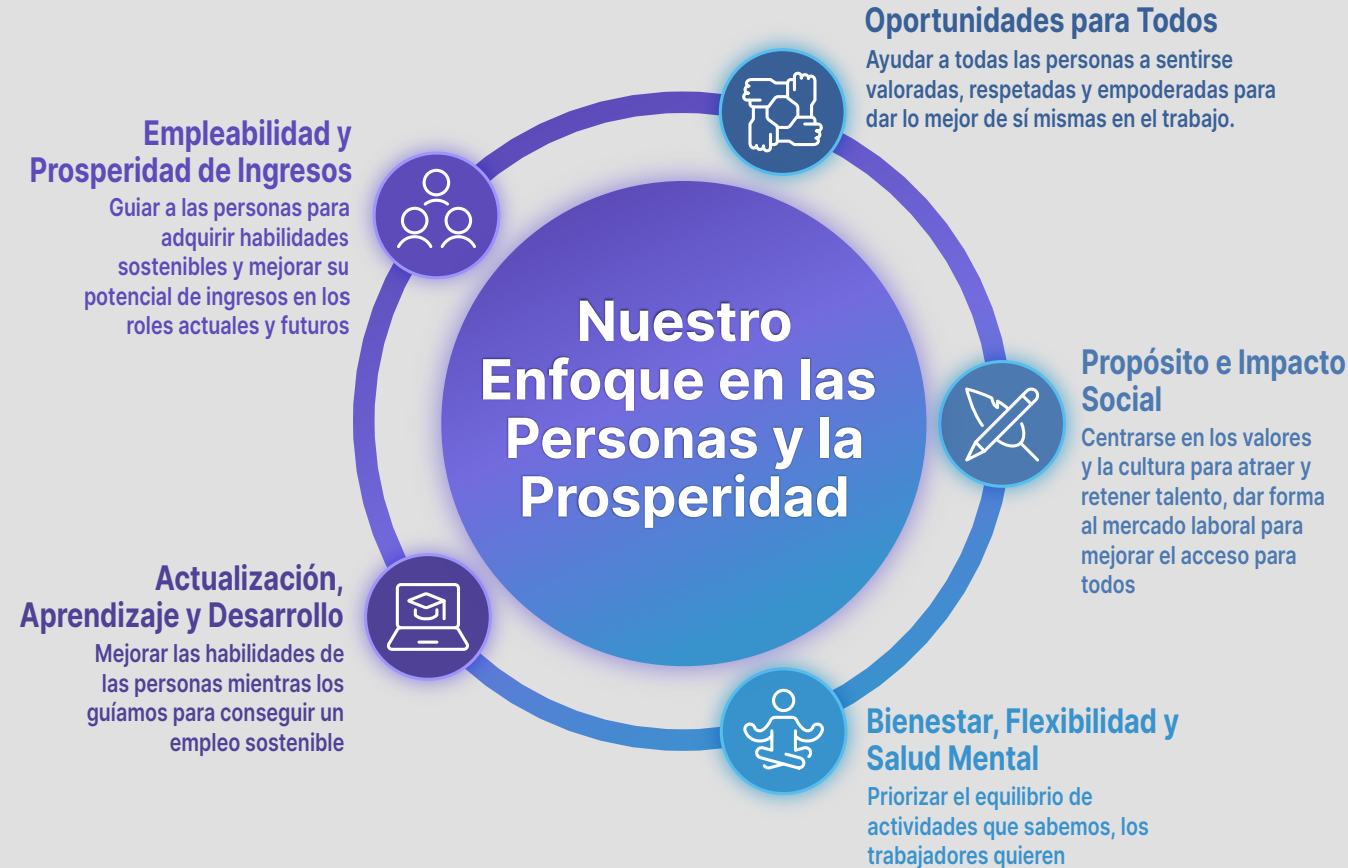 Oportunidades para Todos
Ayudar a todas las personas a sentirse
valoradas, respetadas y empoderadas para
dar lo mejor de sí mismas en el trabajo.
Empleabilidad y
Prosperidad de Ingresos
Guiar a las personas para
adquirir habilidades
sostenibles y mejorar su
potencial de ingresos en los
roles actuales y futuros
Nuestro
Enfoque en las
Personas y la
Prosperidad
Propósito e Impacto
Social
Centrarse en los valores
y la cultura para atraer y
retener talento, dar forma
al mercado laboral para
mejorar el acceso para
todos
Actualización,
Aprendizaje y Desarrollo
Mejorar las habilidades de
las personas mientras los
guíamos para conseguir un
empleo sostenible
Bienestar, Flexibilidad y
Salud Mental
Priorizar el equilibrio de
actividades que sabemos, los
trabajadores quieren